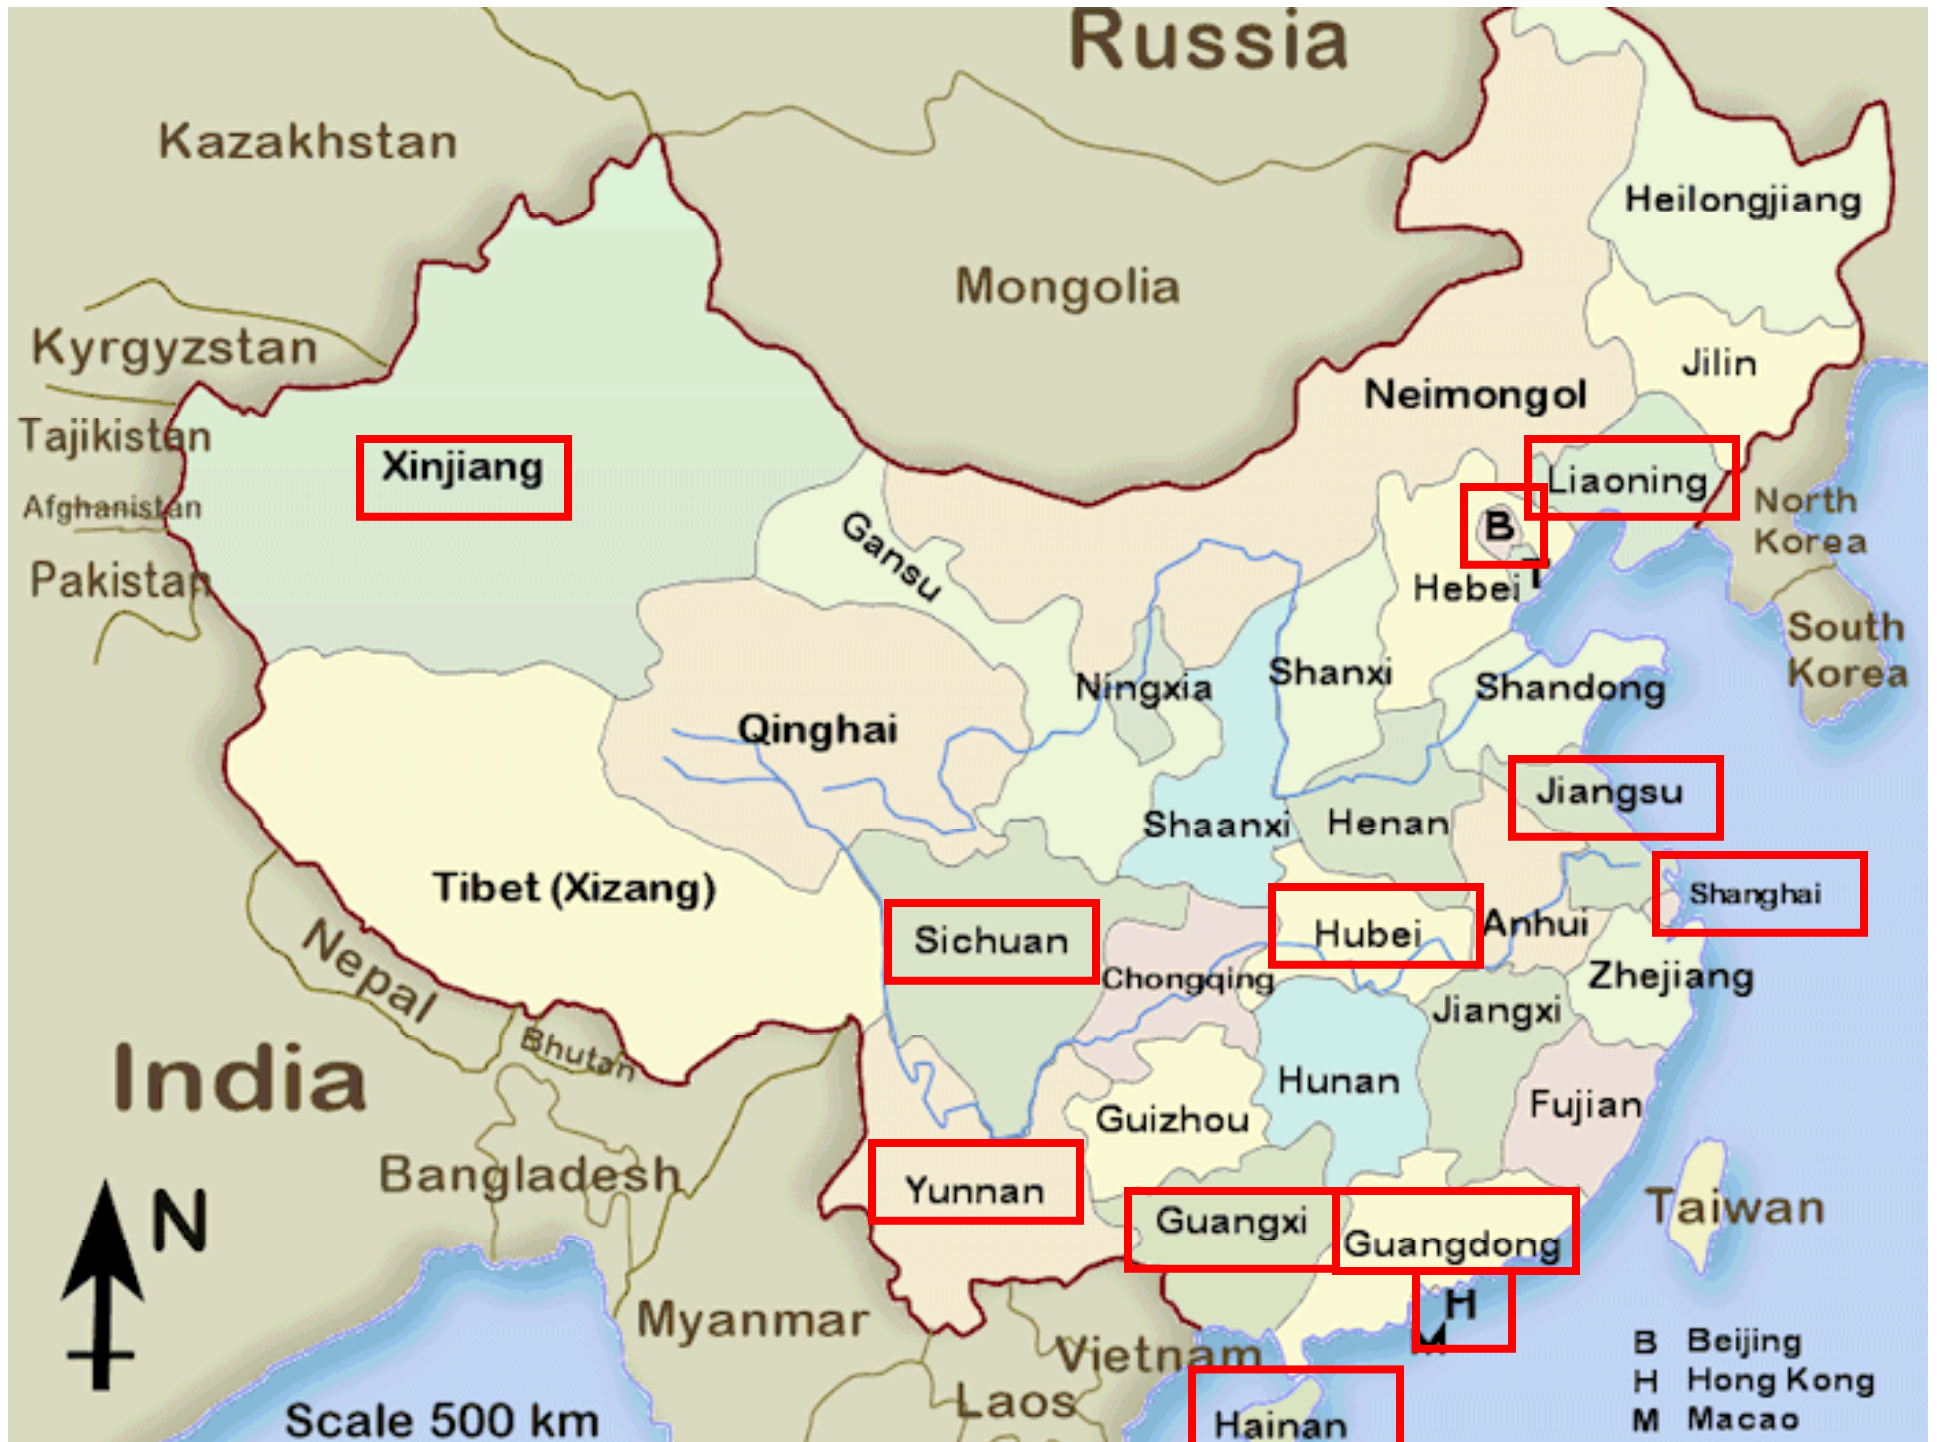 Russia
Kazakhstan
Heilongjiang
Mongolia
Kyrgyzstan
Jilin
Neimongol
Tajikistan
Xinjiang
Liaoning
Afghanistan
North
Korea
B
Gansu
Pakistan
T
Hebei
South
Korea
Shanxi
Ningxia
Shandong
Qinghai
Jiangsu
Shaanxi
Henan
Tibet (Xizang)
Shanghai
Anhui
Hubei
Sichuan
Nepal
Chongqing
Zhejiang
Jiangxi
Bhutan
India
Hunan
Fujian
Guizhou
Bangladesh
Yunnan
Taiwan
N
Guangxi
Guangdong
H
M
Myanmar
Vietnam
B Beijing
Laos
H Hong Kong
Scale 500 km
Hainan
M Macao